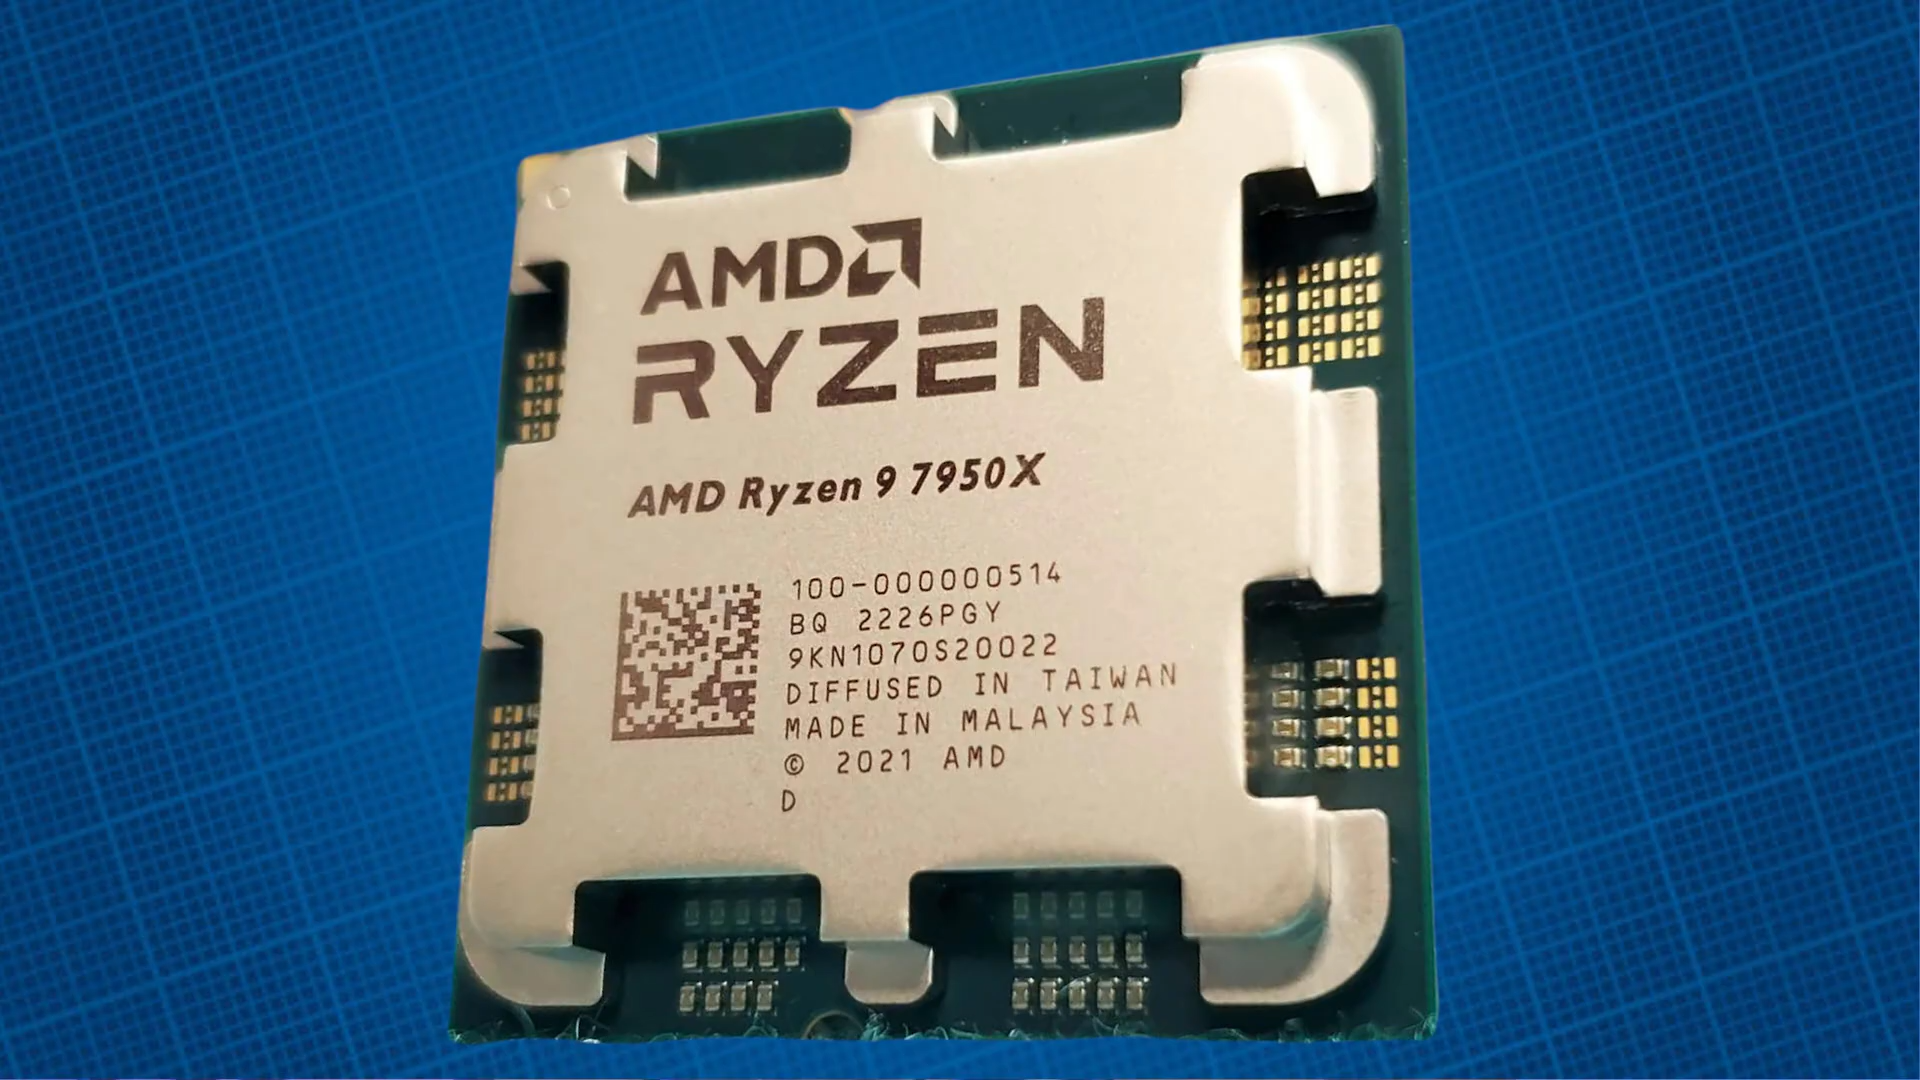 AMD
RYZEN
AMD Ryzen 9 7950X
100-000000514
BQ 2226PGY
9KN1070S20022
DIFFUSED IN TAIWAN
MADE IN MALAYSIA
© 2021 AMD
D